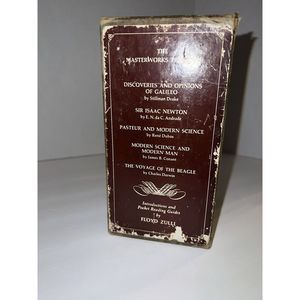 THE
MASTERWORKS
DISCOVERIES AND OPINIONS
OF GALILEO
by Stillman Drake
SIR ISAAC NEWTON
by E. N. da C. Andrade
PASTEUR AND MODERN SCIENCE
by René Dubos
MODERN SCIENCE AND
MODERN MAN
by James B. Conant
THE VOYAGE OF THE BEAGLE
by Charles Darwin
Introductions and
Pocket Reading Guides
by
FLOYD ZULLI